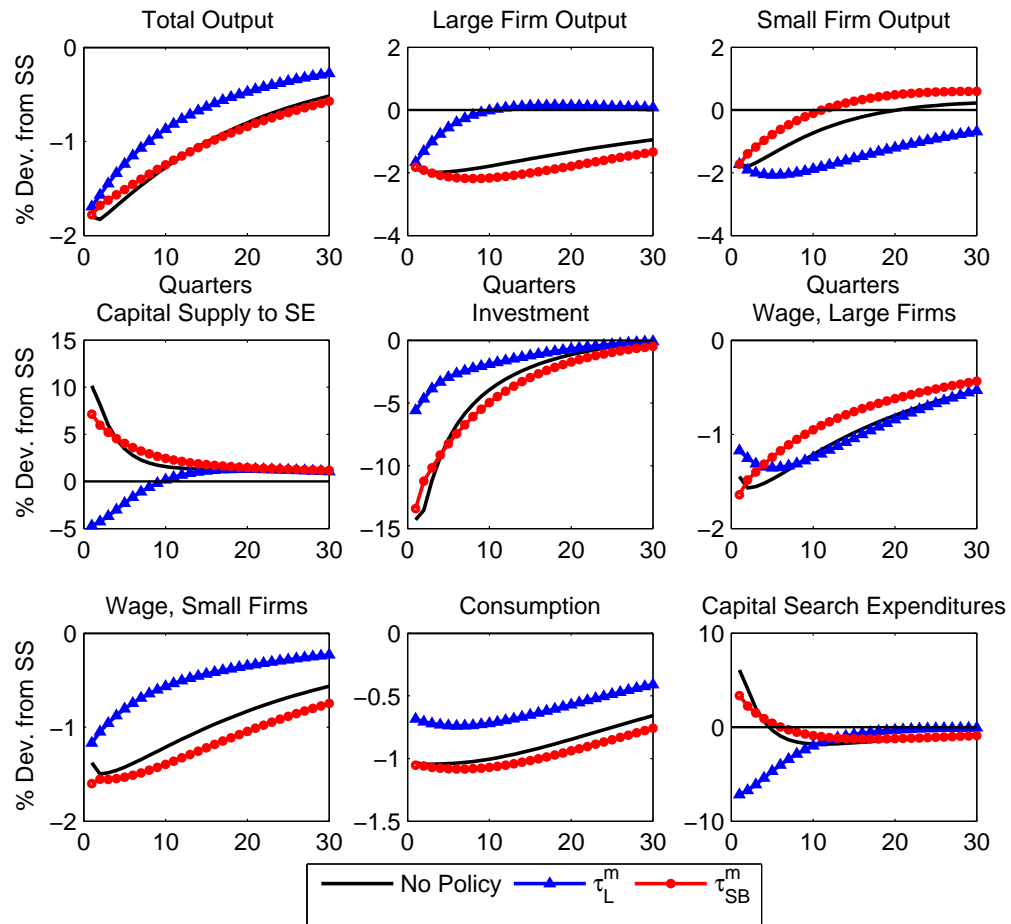 Total Output
Large Firm Output
Small Firm Output
% Dev. from SS
0
−1
−2
0 10 20 30
Quarters
2
0
−2
−4
0 10 20 30
Quarters
2
0
−2
−4
0 10 20 30
Capital Supply to SE
Investment
Wage, Large Firms
% Dev. from SS
15
10
5
0
−5
0 10 20 30
0
−5
−10
−15
0 10 20 30
0
−1
−2
0 10 20 30
Wage, Small Firms
Consumption
Capital Search Expenditures
% Dev. from SS
0
−1
−2
0 10 20 30
0
−0.5
−1
−1.5
0 10 20 30
10
0
−10
0 10 20 30
No Policy τ_L^m τ_SB^m